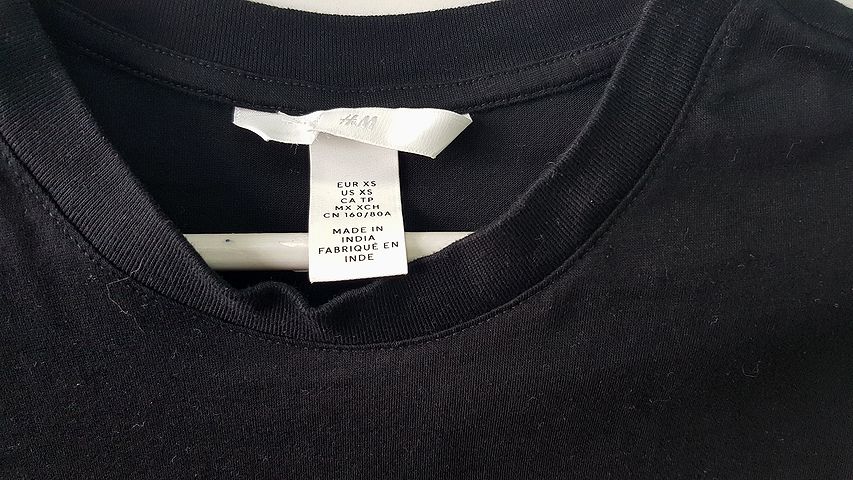 H&M
EUR XS
US XS
CA TP
MX XCH
CN 160/80A
MADE IN
INDIA
FABRIQUÉ EN
INDE